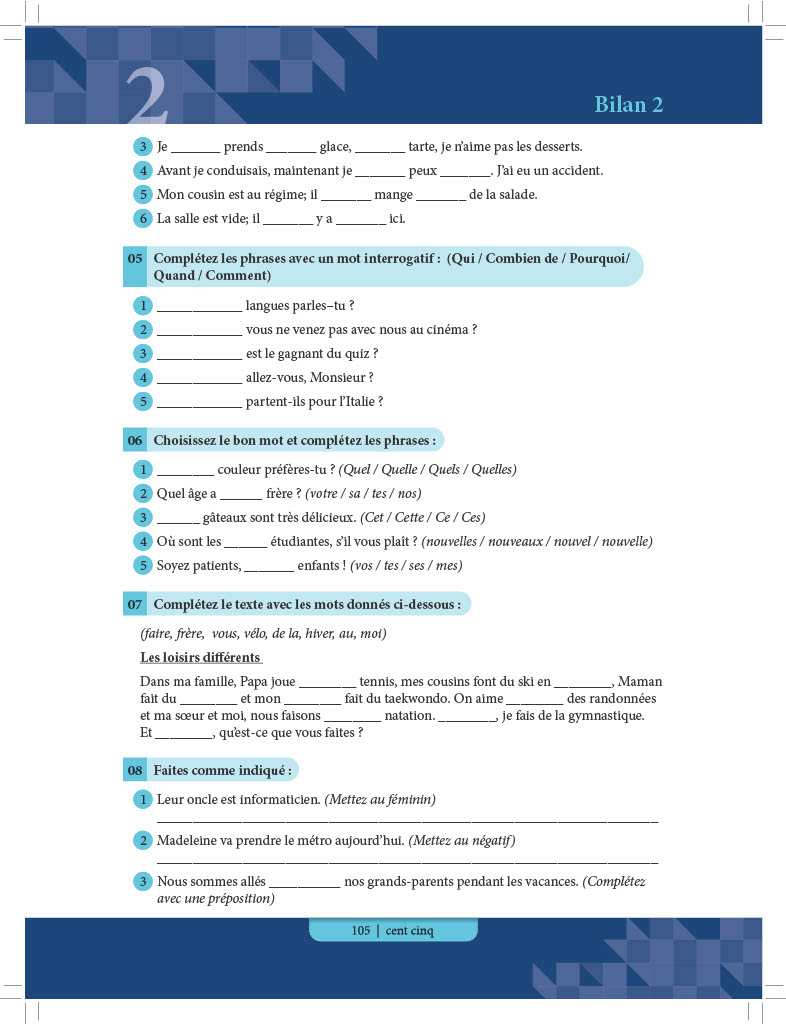 2
Bilan 2
3 Je _______ prends _______ glace, _______ tarte, je n’aime pas les desserts.
4 Avant je conduisais, maintenant je _______ peux _______. J’ai eu un accident.
5 Mon cousin est au régime; il _______ mange _______ de la salade.
6 La salle est vide; il _______ y a _______ ici.
05 Complétez les phrases avec un mot interrogatif : (Qui / Combien de / Pourquoi/
Quand / Comment)
1 ____________ langues parles–tu ?
2 ____________ vous ne venez pas avec nous au cinéma ?
3 ____________ est le gagnant du quiz ?
4 ____________ allez-vous, Monsieur ?
5 ____________ partent-ils pour l’Italie ?
06 Choisissez le bon mot et complétez les phrases :
1 ________ couleur préfères-tu ? (Quel / Quelle / Quels / Quelles)
2 Quel âge a ______ frère ? (votre / sa / tes / nos)
3 ______ gâteaux sont très délicieux. (Cet / Cette / Ce / Ces)
4 Où sont les ______ étudiantes, s’il vous plaît ? (nouvelles / nouveaux / nouvel / nouvelle)
5 Soyez patients, _______ enfants ! (vos / tes / ses / mes)
07 Complétez le texte avec les mots donnés ci-dessous :
(faire, frère, vous, vélo, de la, hiver, au, moi)
Les loisirs différents
Dans ma famille, Papa joue ________ tennis, mes cousins font du ski en ________, Maman
fait du ________ et mon ________ fait du taekwondo. On aime ________ des randonnées
et ma sœur et moi, nous faisons ________ natation. ________, je fais de la gymnastique.
Et ________, qu’est-ce que vous faites ?
08 Faites comme indiqué :
1 Leur oncle est informaticien. (Mettez au féminin)
______________________________________________________________________
2 Madeleine va prendre le métro aujourd’hui. (Mettez au négatif)
______________________________________________________________________
3 Nous sommes allés __________ nos grands-parents pendant les vacances. (Complétez
avec une préposition)
105 | cent cinq